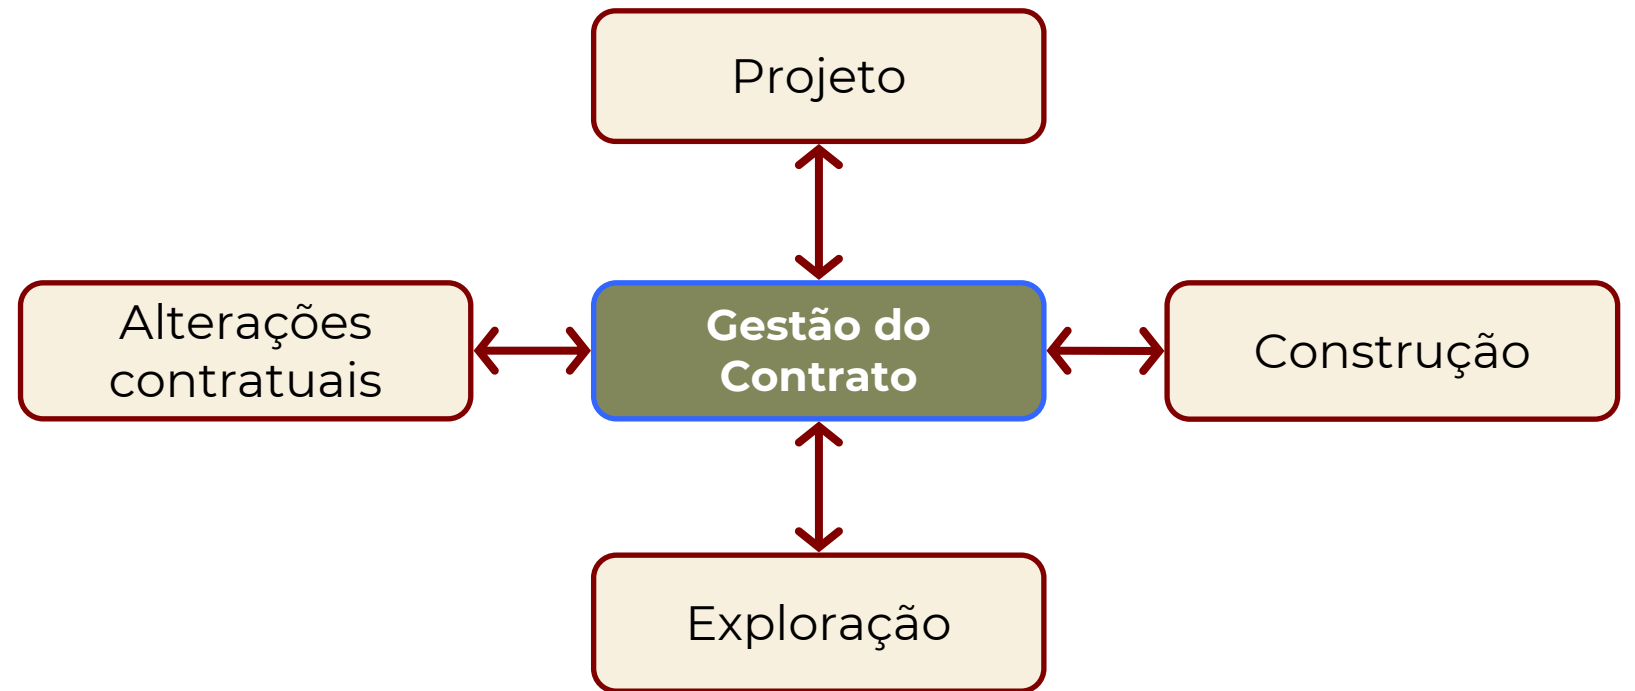 Projeto
Alterações
contratuais
Gestão do
Contrato
Construção
Exploração